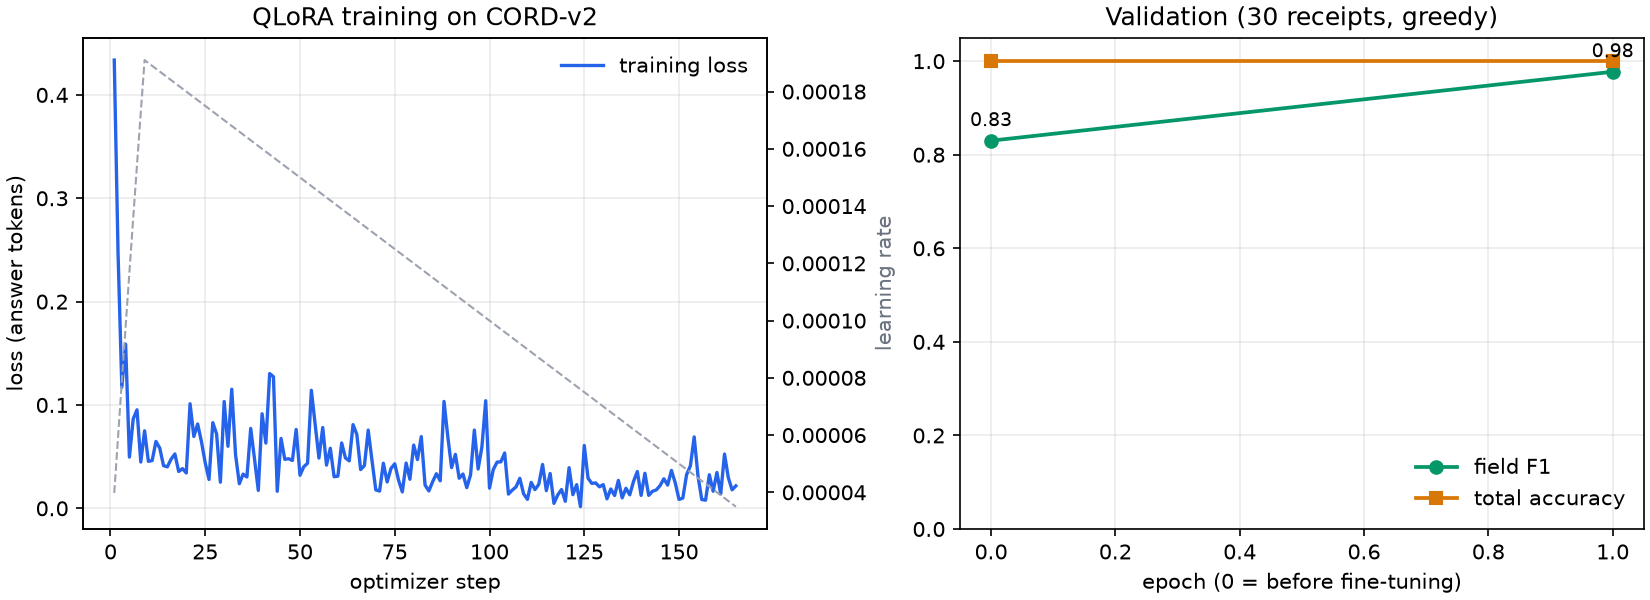 QLoRA training on CORD-v2
training loss
loss (answer tokens)
0.4
0.3
0.2
0.1
0.0
0.00018
0.00016
0.00014
0.00012
0.00010
0.00008
0.00006
0.00004
learning rate
0 25 50 75 100 125 150
optimizer step
Validation (30 receipts, greedy)
1.0
0.8
0.6
0.4
0.2
0.0
0.83
0.98
field F1
total accuracy
0.0 0.2 0.4 0.6 0.8 1.0
epoch (0 = before fine-tuning)